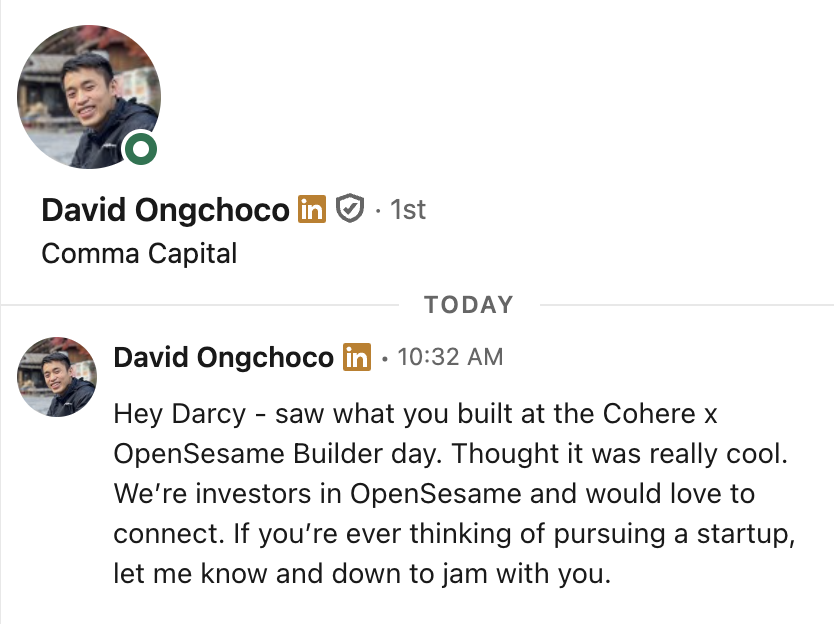 David Ongchoco in · 1st
Comma Capital
TODAY
David Ongchoco in • 10:32 AM
Hey Darcy - saw what you built at the Cohere x
OpenSesame Builder day. Thought it was really cool.
We’re investors in OpenSesame and would love to
connect. If you’re ever thinking of pursuing a startup,
let me know and down to jam with you.